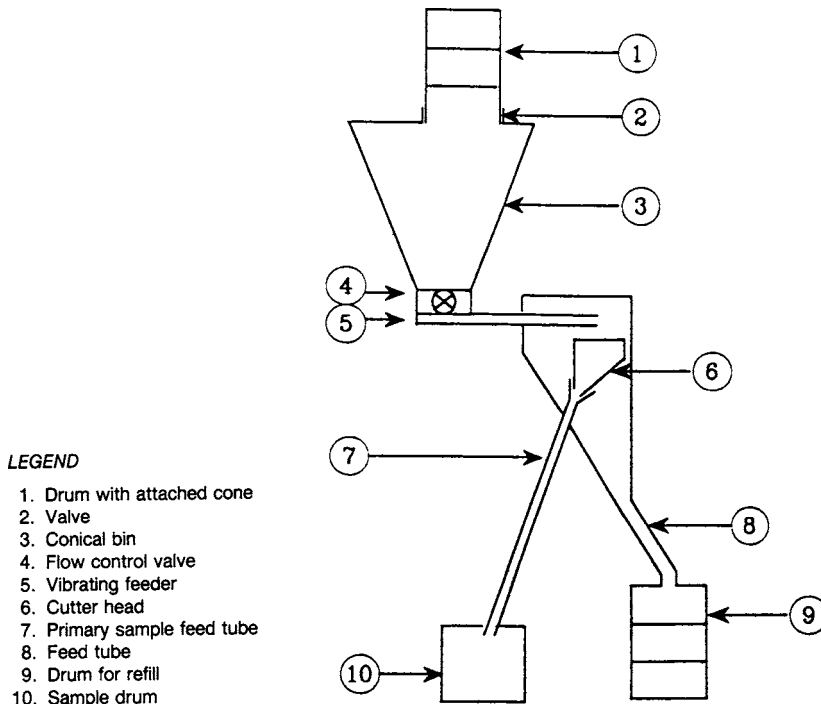 1
2
3
4
5
6
7
8
9
10
LEGEND
1. Drum with attached cone
2. Valve
3. Conical bin
4. Flow control valve
5. Vibrating feeder
6. Cutter head
7. Primary sample feed tube
8. Feed tube
9. Drum for refill
10. Sample drum